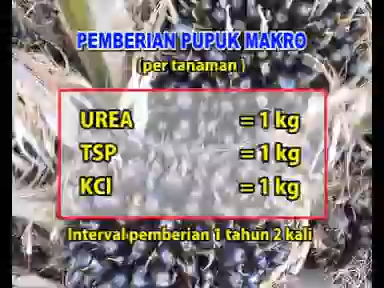 PEMBERIAN PUPUK MAKRO
(per tanaman )
UREA = 1 kg
TSP = 1 kg
KCl = 1 kg
Interval pemberian 1 tahun 2 kali